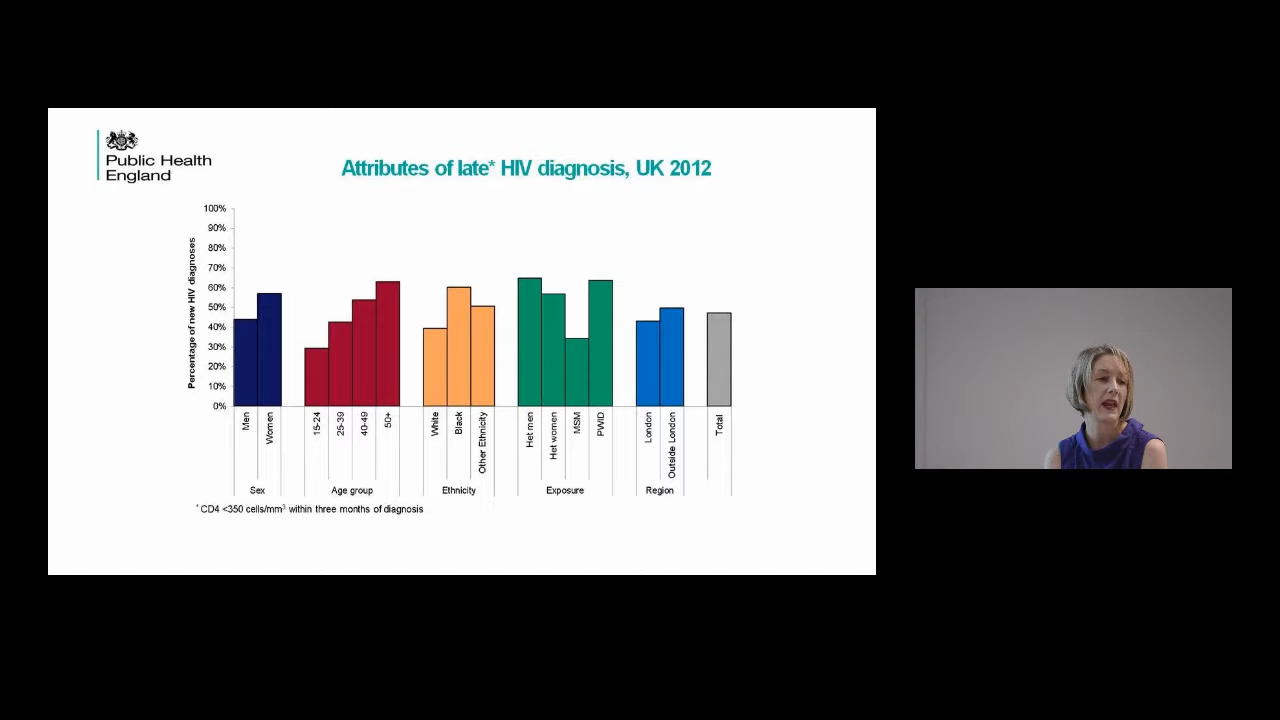 Public Health
England
Attributes of late* HIV diagnosis, UK 2012
Percentage of new HIV diagnoses
100%
90%
80%
70%
60%
50%
40%
30%
20%
10%
0%
Men
Women
15-24
25-39
40-49
50+
White
Black
Other Ethnicity
Het men
Het women
MSM
PWID
London
Outside London
Total
Sex
Age group
Ethnicity
Exposure
Region
* CD4 <350 cells/mm³ within three months of diagnosis